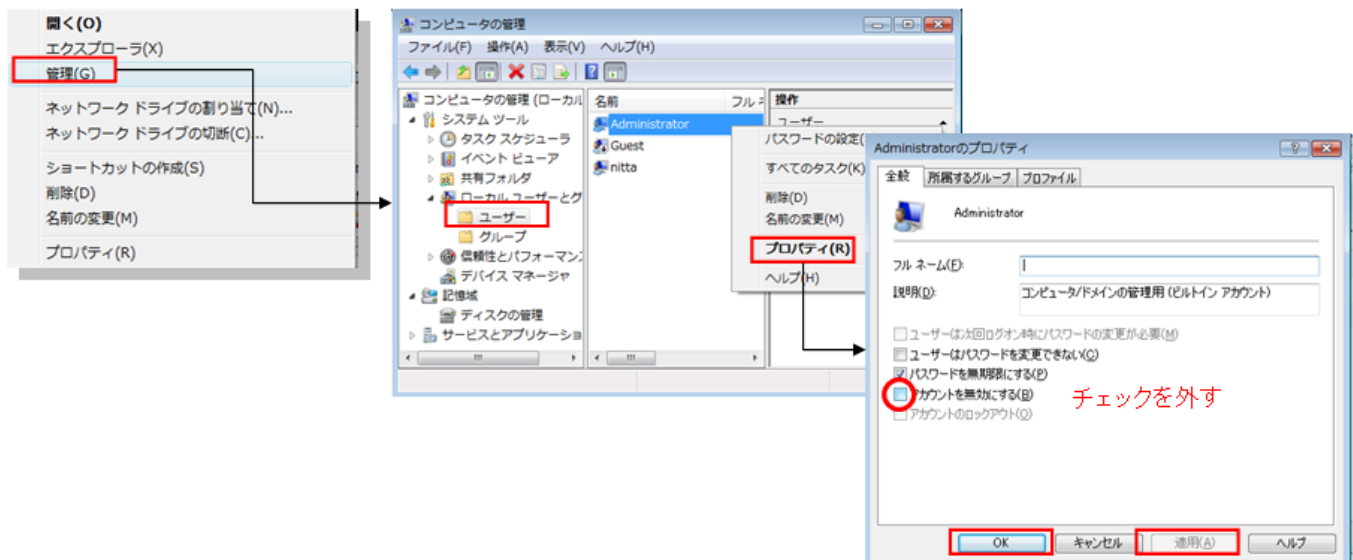 開く(O)
エクスプローラ(X)
管理(G)
ネットワーク ドライブの割り当て(N)...
ネットワーク ドライブの切断(C)...
ショートカットの作成(S)
削除(D)
名前の変更(M)
プロパティ(R)
コンピュータの管理
ファイル(F) 操作(A) 表示(V) ヘルプ(H)
コンピュータの管理 (ローカル
システム ツール
タスク スケジューラ
イベント ビューア
共有フォルダ
ローカル ユーザーとグ
ユーザー
グループ
信頼性とパフォーマン
デバイス マネージャ
記憶域
ディスクの管理
サービスとアプリケーショ
名前 フル
Administrator
Guest
nitta
操作
ユーザー
パスワードの設定(
すべてのタスク(K)
削除(D)
名前の変更(M)
プロパティ(R)
ヘルプ(H)
Administratorのプロパティ
全般 所属するグループ プロファイル
Administrator
フル ネーム(F):
説明(D): コンピュータ/ドメインの管理用 (ビルトイン アカウント)
ユーザーは次回ログオン時にパスワードの変更が必要(M)
ユーザーはパスワードを変更できない(C)
パスワードを無期限にする(P)
アカウントを無効にする(B) チェックを外す
アカウントのロックアウト(O)
OK キャンセル 適用(A) ヘルプ